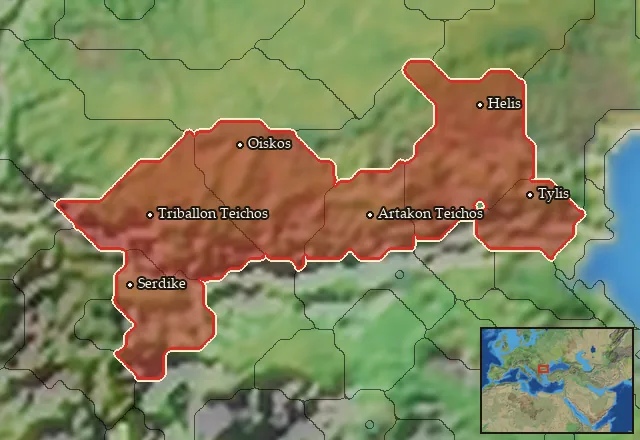 Helis
Oiskos
Tylis
Triballon Teichos
Artakon Teichos
Serdike